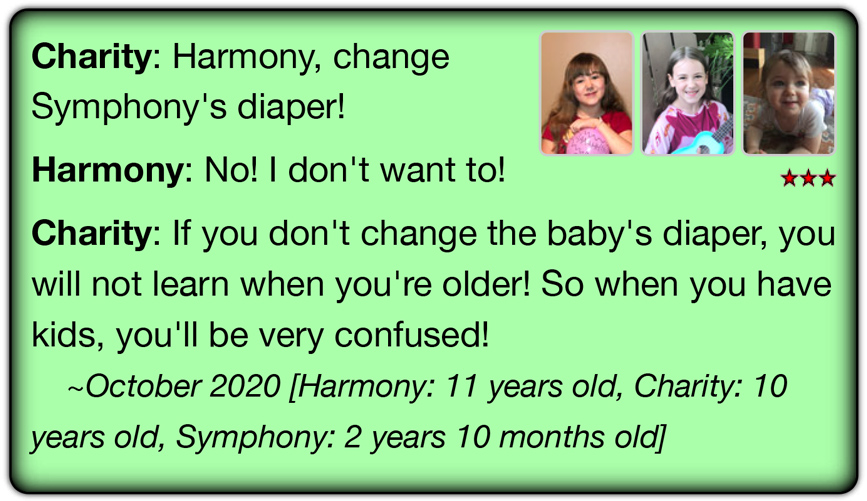 Charity: Harmony, change
Symphony's diaper!
Harmony: No! I don't want to!
Charity: If you don't change the baby's diaper, you
will not learn when you're older! So when you have
kids, you'll be very confused!
~October 2020 [Harmony: 11 years old, Charity: 10
years old, Symphony: 2 years 10 months old]